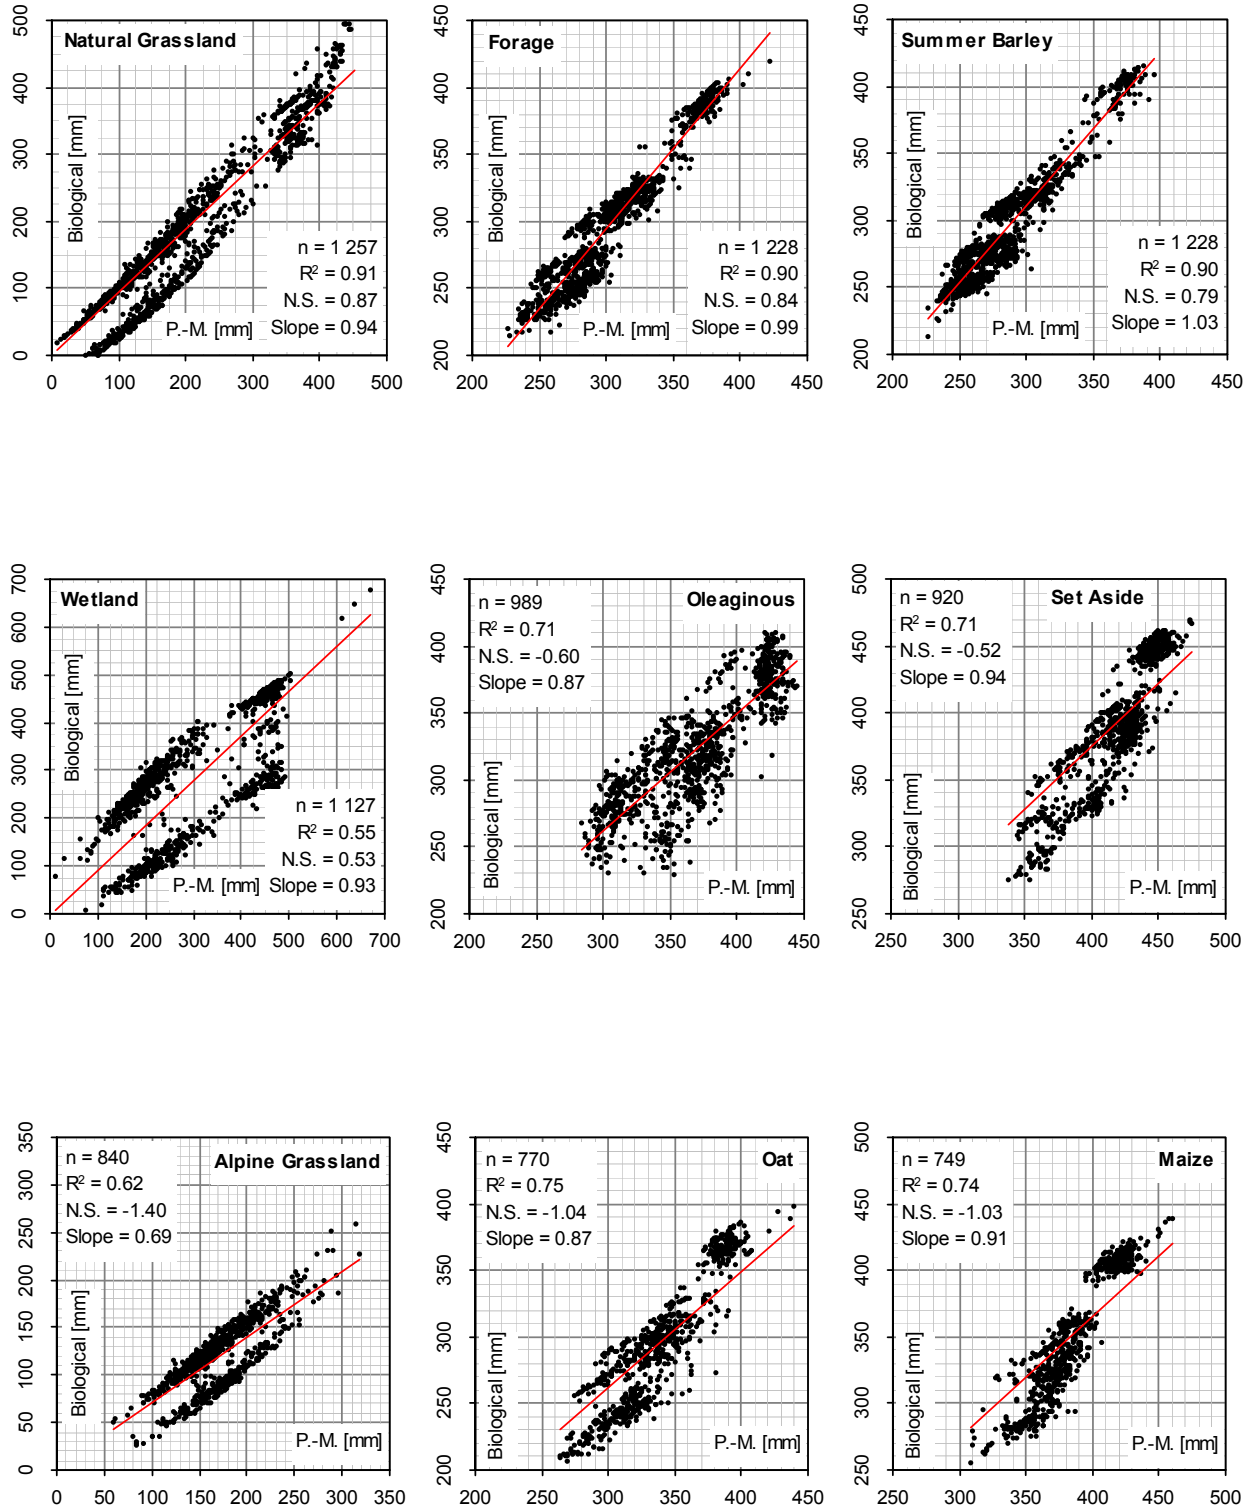 Natural Grassland
Biological [mm]
n = 1 257
R² = 0.91
N.S. = 0.87
Slope = 0.94
P.-M. [mm]
0 100 200 300 400 500
0 100 200 300 400 500
Forage
Biological [mm]
n = 1 228
R² = 0.90
N.S. = 0.84
Slope = 0.99
P.-M. [mm]
200 250 300 350 400 450
200 250 300 350 400 450
Summer Barley
Biological [mm]
n = 1 228
R² = 0.90
N.S. = 0.79
Slope = 1.03
P.-M. [mm]
200 250 300 350 400 450
200 250 300 350 400 450
Wetland
Biological [mm]
n = 1 127
R² = 0.55
N.S. = 0.53
Slope = 0.93
P.-M. [mm]
0 100 200 300 400 500 600 700
0 100 200 300 400 500 600 700
Oleaginous
n = 989
R² = 0.71
N.S. = -0.60
Slope = 0.87
Biological [mm]
P.-M. [mm]
200 250 300 350 400 450
200 250 300 350 400 450
Set Aside
n = 920
R² = 0.71
N.S. = -0.52
Slope = 0.94
Biological [mm]
P.-M. [mm]
250 300 350 400 450 500
250 300 350 400 450 500
Alpine Grassland
n = 840
R² = 0.62
N.S. = -1.40
Slope = 0.69
Biological [mm]
P.-M. [mm]
0 50 100 150 200 250 300 350
0 50 100 150 200 250 300 350
Oat
n = 770
R² = 0.75
N.S. = -1.04
Slope = 0.87
Biological [mm]
P.-M. [mm]
200 250 300 350 400 450
200 250 300 350 400 450
Maize
n = 749
R² = 0.74
N.S. = -1.03
Slope = 0.91
Biological [mm]
P.-M. [mm]
250 300 350 400 450 500
250 300 350 400 450 500